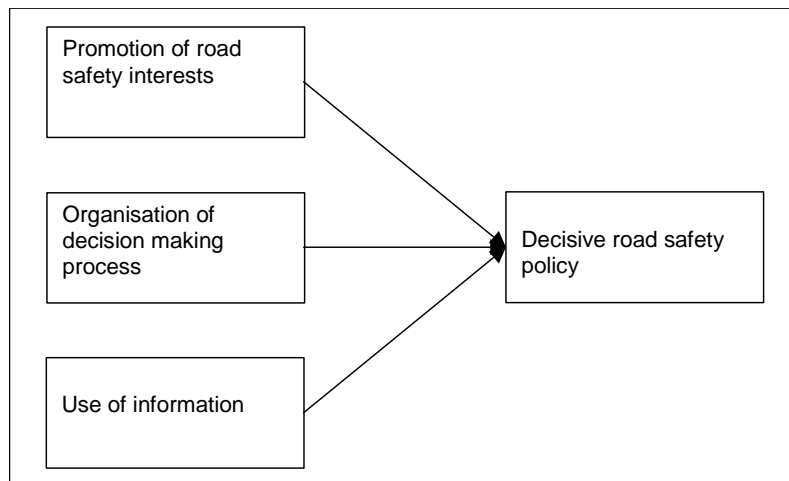 Promotion of road
safety interests
Organisation of
decision making
process
Decisive road safety
policy
Use of information